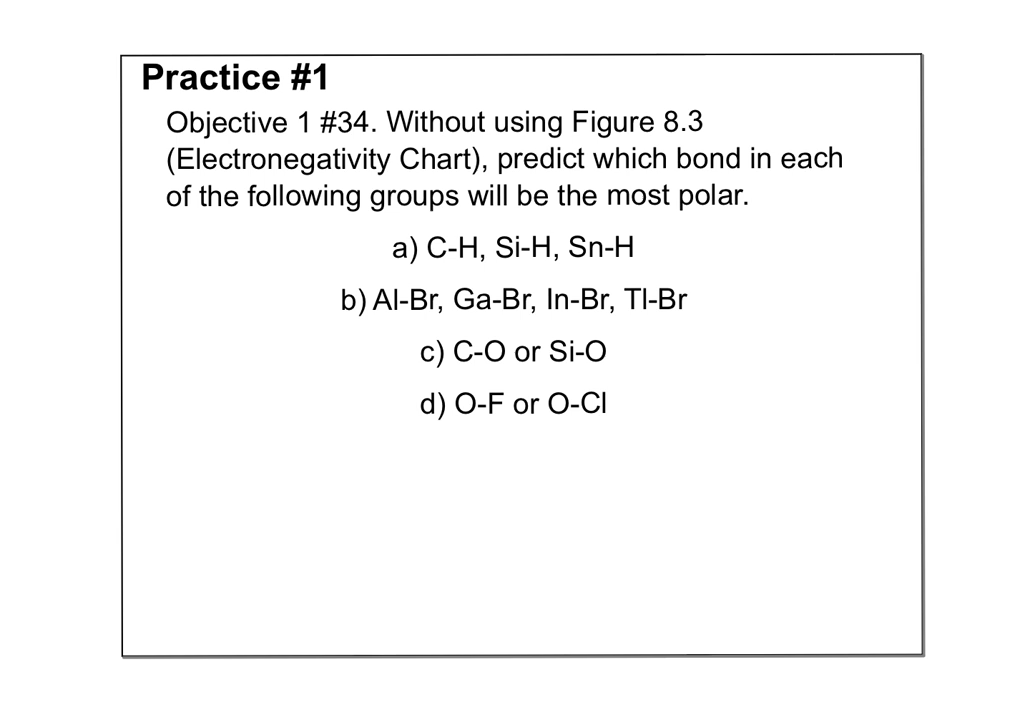 Practice #1
Objective 1 #34. Without using Figure 8.3
(Electronegativity Chart), predict which bond in each
of the following groups will be the most polar.
a) C-H, Si-H, Sn-H
b) Al-Br, Ga-Br, In-Br, Tl-Br
c) C-O or Si-O
d) O-F or O-Cl